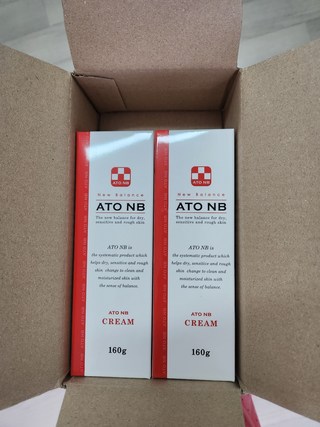 ATO NB
New Balance
ATO NB
The new balance for dry,
sensitive and rough skin
ATO NB is
the systematic product which
helps dry, sensitive and rough
skin change to clean and
moisturized skin with
the sense of balance.
ATO NB
CREAM
160g
ATO NB
New Balance
ATO NB
The new balance for dry,
sensitive and rough skin
ATO NB is
the systematic product which
helps dry, sensitive and rough
skin change to clean and
moisturized skin with
the sense of balance.
ATO NB
CREAM
160g